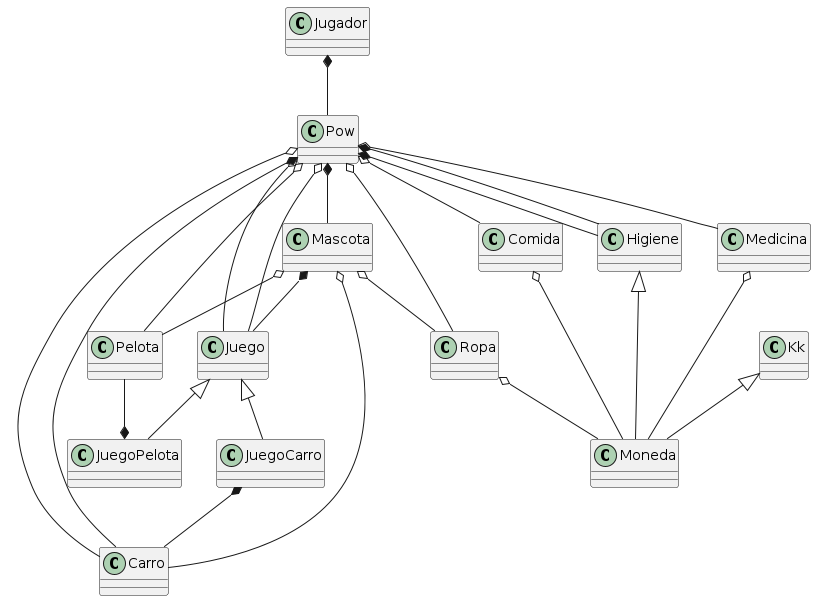 C Jugador
C Pow
C Mascota
C Comida
C Higiene
C Medicina
C Pelota
C Juego
C Ropa
C Kk
C JuegoPelota
C JuegoCarro
C Moneda
C Carro